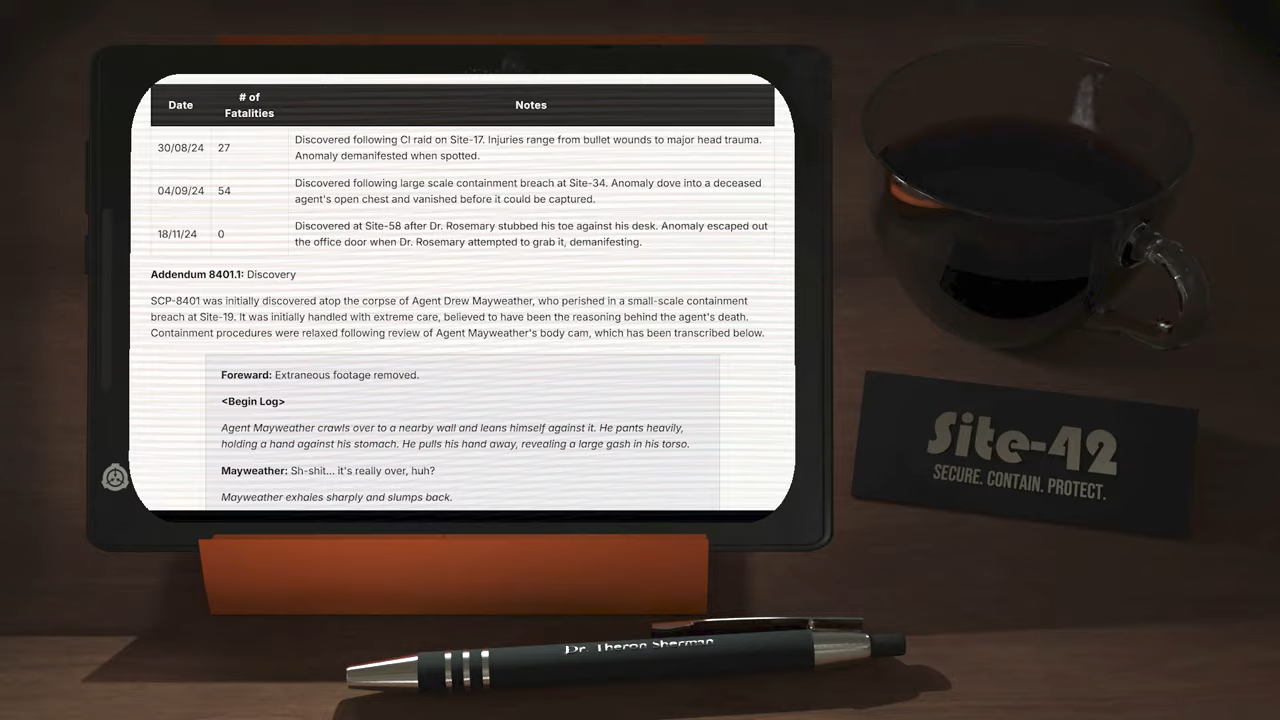 Date # of Fatalities Notes
30/08/24 27 Discovered following CI raid on Site-17. Injuries range from bullet wounds to major head trauma.
Anomaly demanifested when spotted.
04/09/24 54 Discovered following large scale containment breach at Site-34. Anomaly dove into a deceased
agent's open chest and vanished before it could be captured.
18/11/24 0 Discovered at Site-58 after Dr. Rosemary stubbed his toe against his desk. Anomaly escaped out
the office door when Dr. Rosemary attempted to grab it, demanifesting.
Addendum 8401.1: Discovery
SCP-8401 was initially discovered atop the corpse of Agent Drew Mayweather, who perished in a small-scale containment
breach at Site-19. It was initially handled with extreme care, believed to have been the reasoning behind the agent's death.
Containment procedures were relaxed following review of Agent Mayweather's body cam, which has been transcribed below.
Foreward: Extraneous footage removed.
<Begin Log>
Agent Mayweather crawls over to a nearby wall and leans himself against it. He pants heavily,
holding a hand against his stomach. He pulls his hand away, revealing a large gash in his torso.
Mayweather: Sh-shit... it's really over, huh?
Mayweather exhales sharply and slumps back.
Site-42
SECURE. CONTAIN. PROTECT.
Dr. Theron Sherman